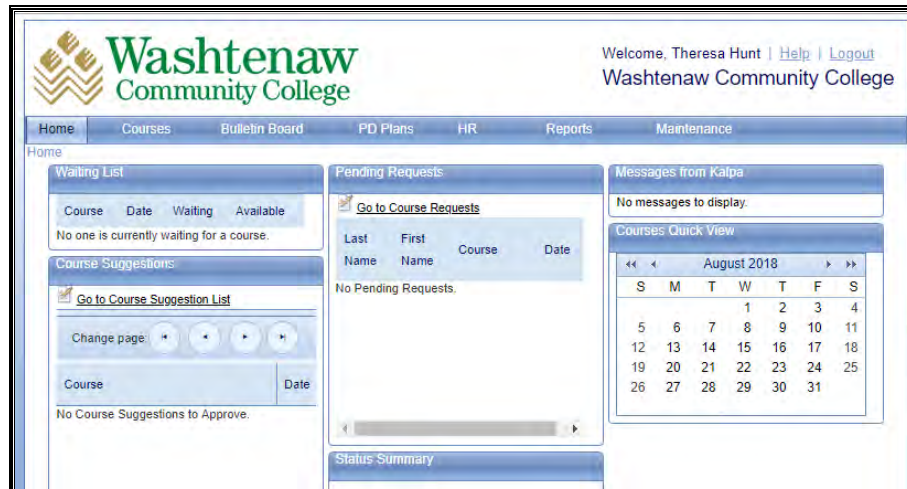 Washtenaw
Community College
Welcome, Theresa Hunt | Help | Logout
Washtenaw Community College
Home Courses Bulletin Board PD Plans HR Reports Maintenance
Home
Waiting List
Course Date Waiting Available
No one is currently waiting for a course.
Course Suggestions
Go to Course Suggestion List
Change page:
Course Date
No Course Suggestions to Approve.
Pending Requests
Go to Course Requests
Last Name First Name Course Date
No Pending Requests.
Status Summary
Messages from Kalpa
No messages to display.
Courses Quick View
August 2018
S M T W T F S
1 2 3 4
5 6 7 8 9 10 11
12 13 14 15 16 17 18
19 20 21 22 23 24 25
26 27 28 29 30 31